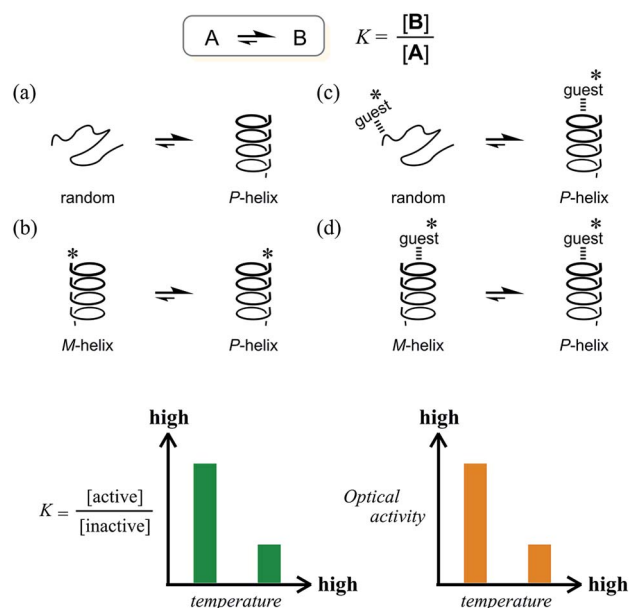 A ⇌ B K = [B] / [A]
(a)
random P-helix
(b)
*
*
M-helix P-helix
(c)
*
guest
*
guest
random P-helix
(d)
*
guest
*
guest
M-helix P-helix
high
K = [active] / [inactive]
high
temperature
high
Optical
activity
high
temperature